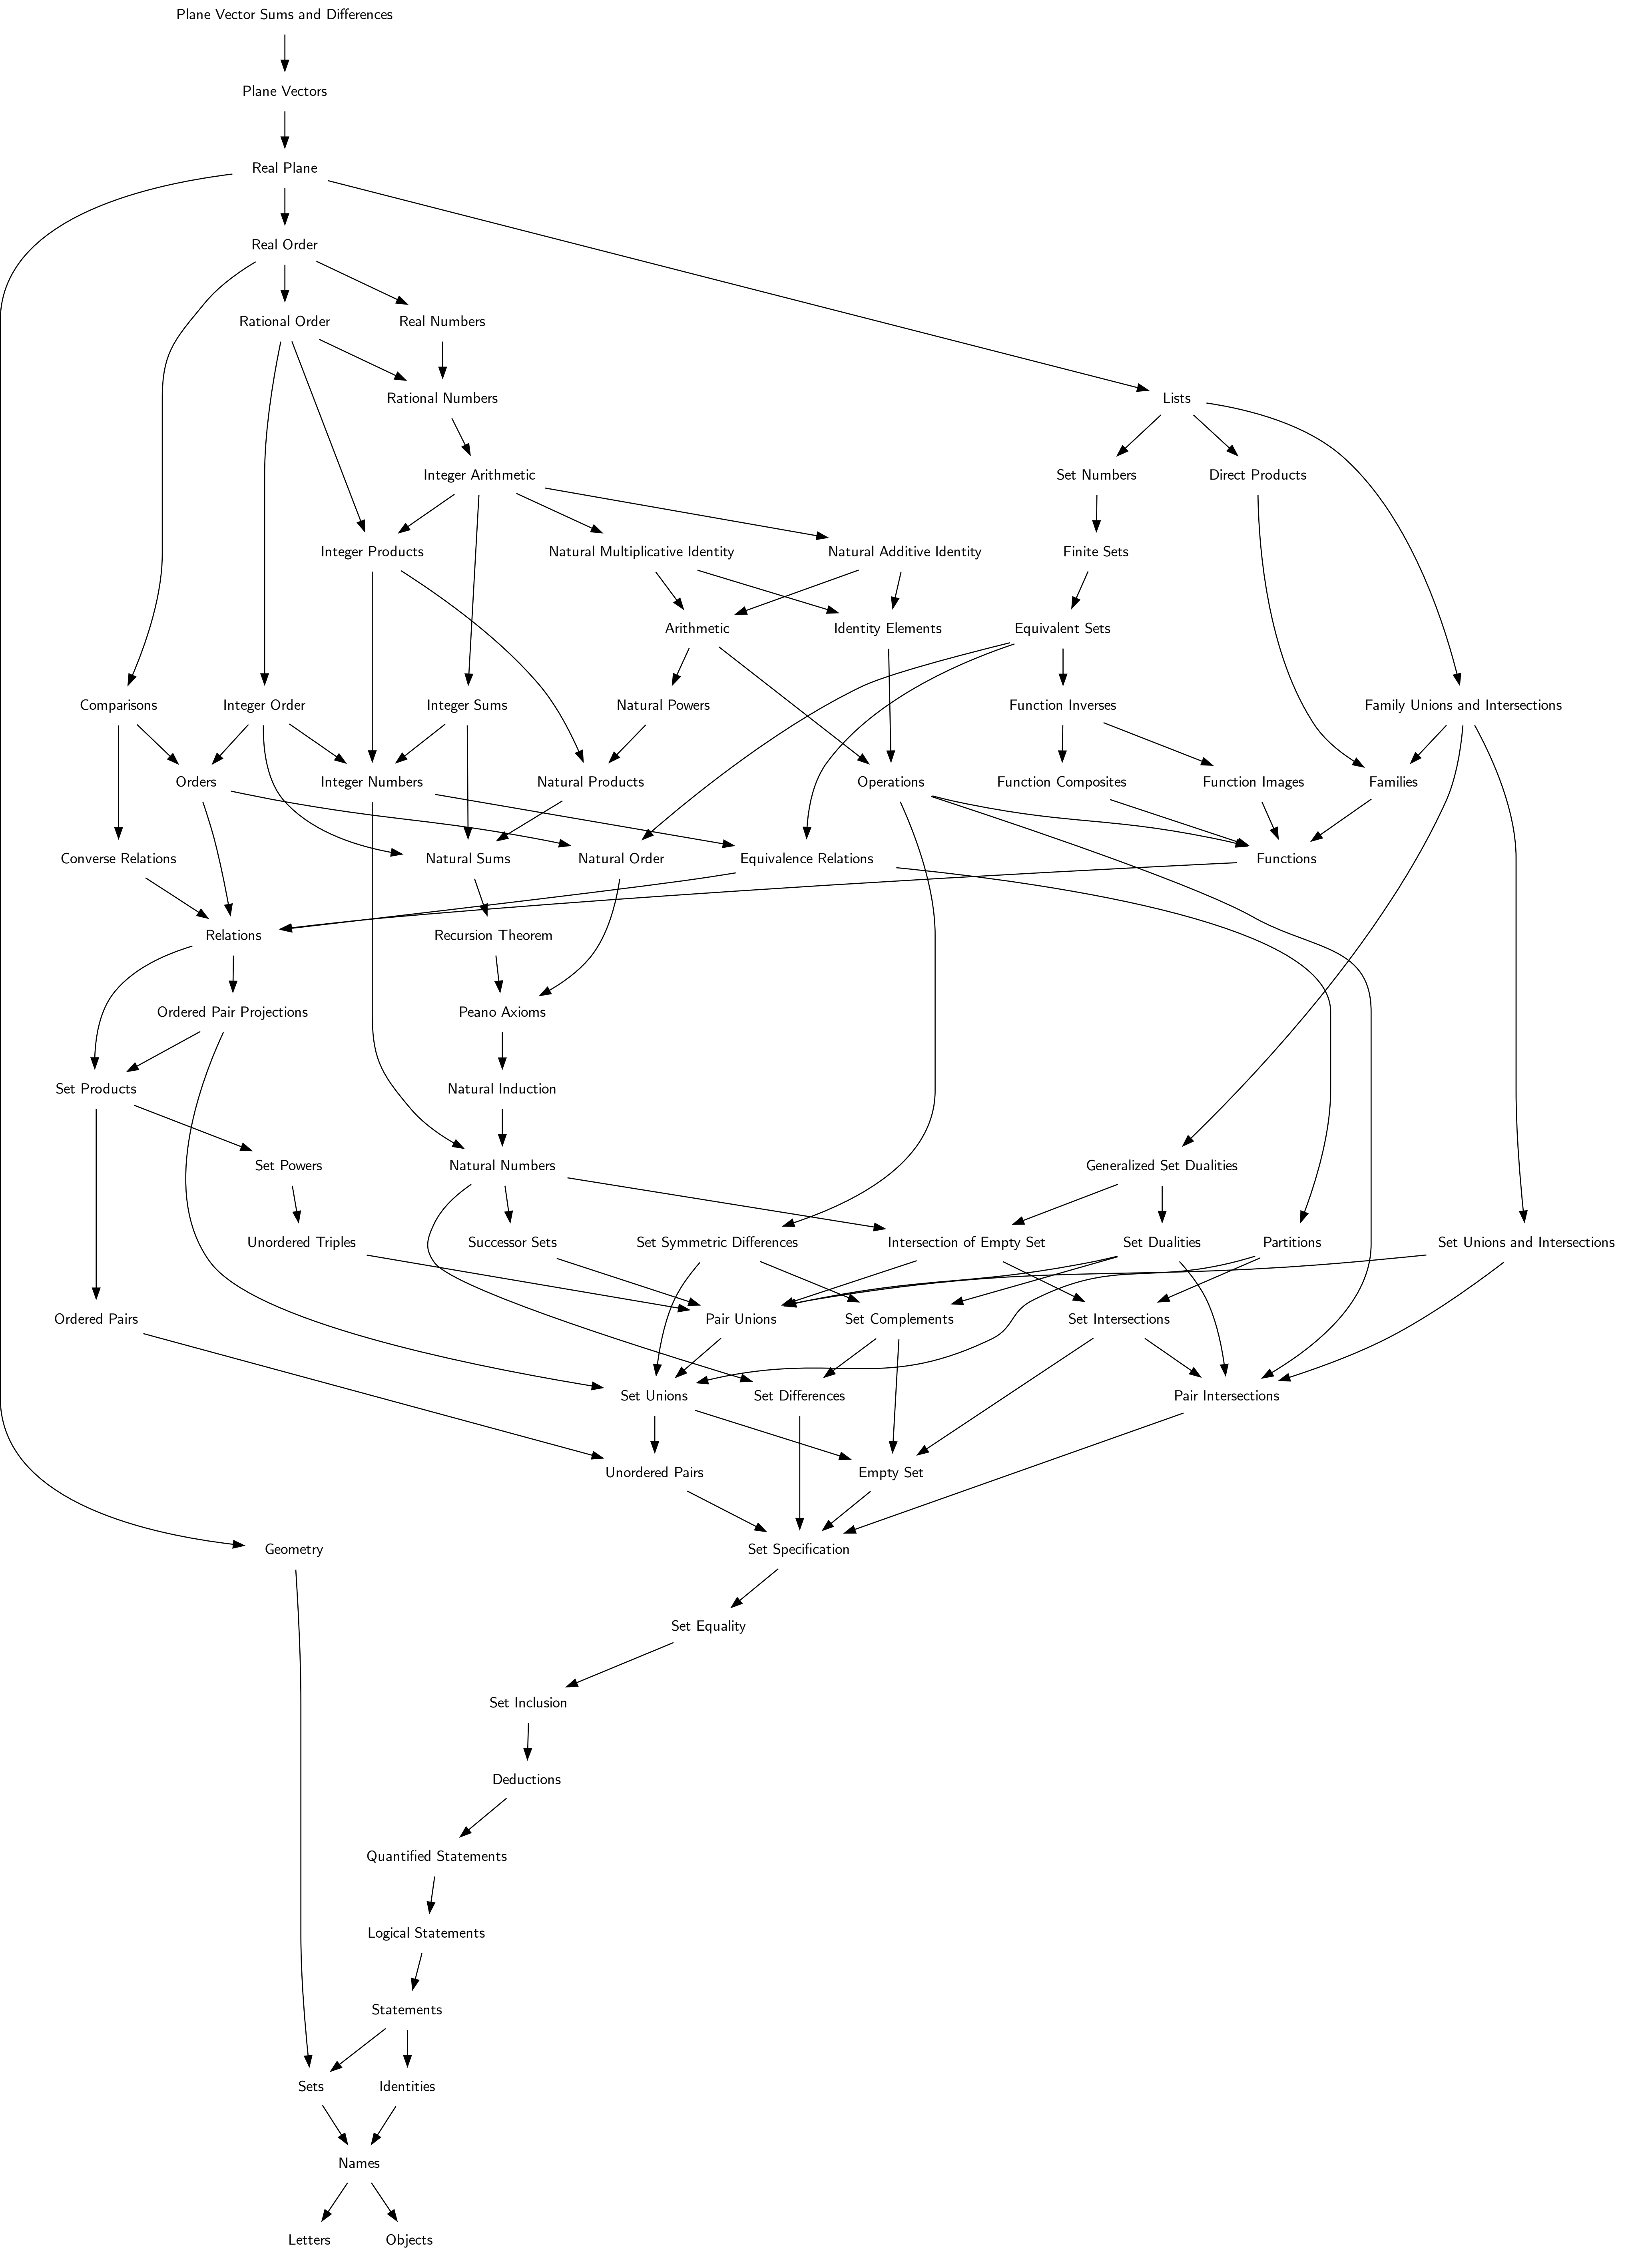 Plane Vector Sums and Differences
Plane Vectors
Real Plane
Real Order
Rational Order
Real Numbers
Rational Numbers
Lists
Integer Arithmetic
Set Numbers
Direct Products
Integer Products
Natural Multiplicative Identity
Natural Additive Identity
Finite Sets
Arithmetic
Identity Elements
Equivalent Sets
Comparisons
Integer Order
Integer Sums
Natural Powers
Function Inverses
Family Unions and Intersections
Orders
Integer Numbers
Natural Products
Operations
Function Composites
Function Images
Families
Converse Relations
Natural Sums
Natural Order
Equivalence Relations
Functions
Relations
Recursion Theorem
Ordered Pair Projections
Peano Axioms
Set Products
Natural Induction
Set Powers
Natural Numbers
Generalized Set Dualities
Unordered Triples
Successor Sets
Set Symmetric Differences
Intersection of Empty Set
Set Dualities
Partitions
Set Unions and Intersections
Ordered Pairs
Pair Unions
Set Complements
Set Intersections
Set Unions
Set Differences
Pair Intersections
Unordered Pairs
Empty Set
Geometry
Set Specification
Set Equality
Set Inclusion
Deductions
Quantified Statements
Logical Statements
Statements
Sets
Identities
Names
Letters
Objects